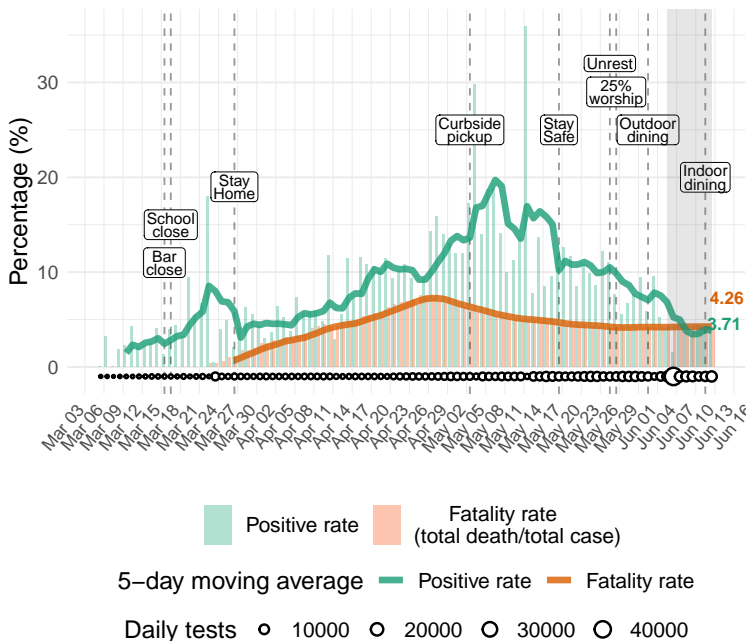 Percentage (%)
30
20
10
0
Unrest
25%
worship
Curbside
pickup
Stay
Safe
Outdoor
dining
Indoor
dining
Stay
Home
School
close
Bar
close
4.26
3.71
Mar 03
Mar 06
Mar 09
Mar 12
Mar 15
Mar 18
Mar 21
Mar 24
Mar 27
Mar 30
Apr 02
Apr 05
Apr 08
Apr 11
Apr 14
Apr 17
Apr 20
Apr 23
Apr 26
Apr 29
May 02
May 05
May 08
May 11
May 14
May 17
May 20
May 23
May 26
May 29
Jun 01
Jun 04
Jun 07
Jun 10
Jun 13
Jun 16
Positive rate
Fatality rate
(total death/total case)
5−day moving average Positive rate Fatality rate
Daily tests 10000 20000 30000 40000